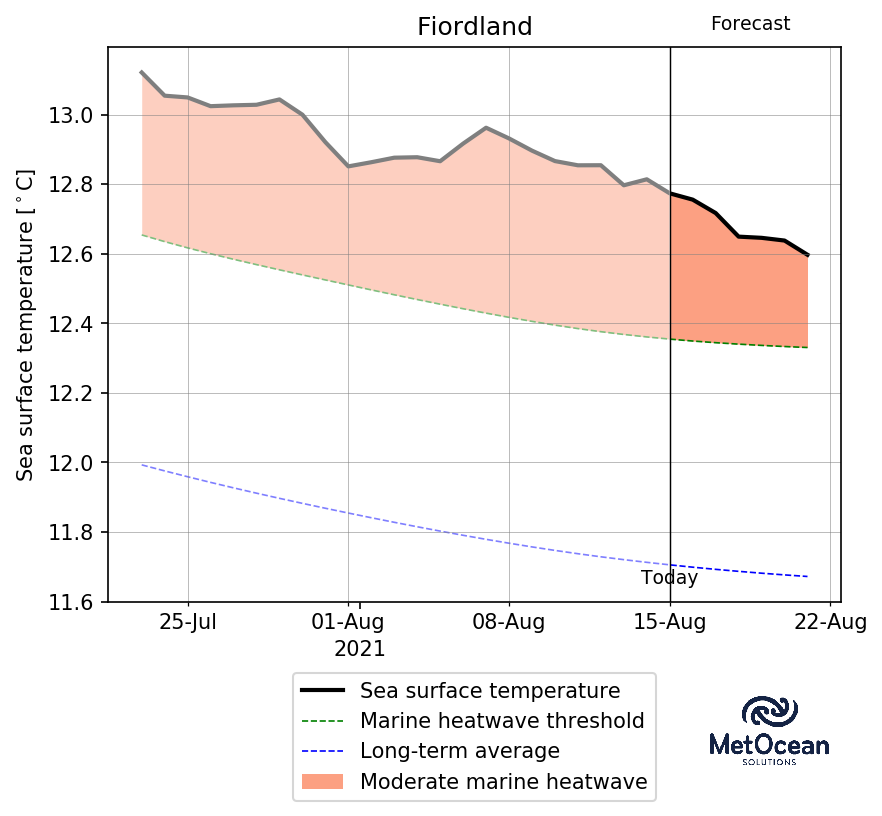 Fiordland
Forecast
Sea surface temperature [°C]
13.0
12.8
12.6
12.4
12.2
12.0
11.8
11.6
Today
25-Jul
01-Aug
08-Aug
15-Aug
22-Aug
2021
Sea surface temperature
Marine heatwave threshold
Long-term average
Moderate marine heatwave
MetOcean
SOLUTIONS